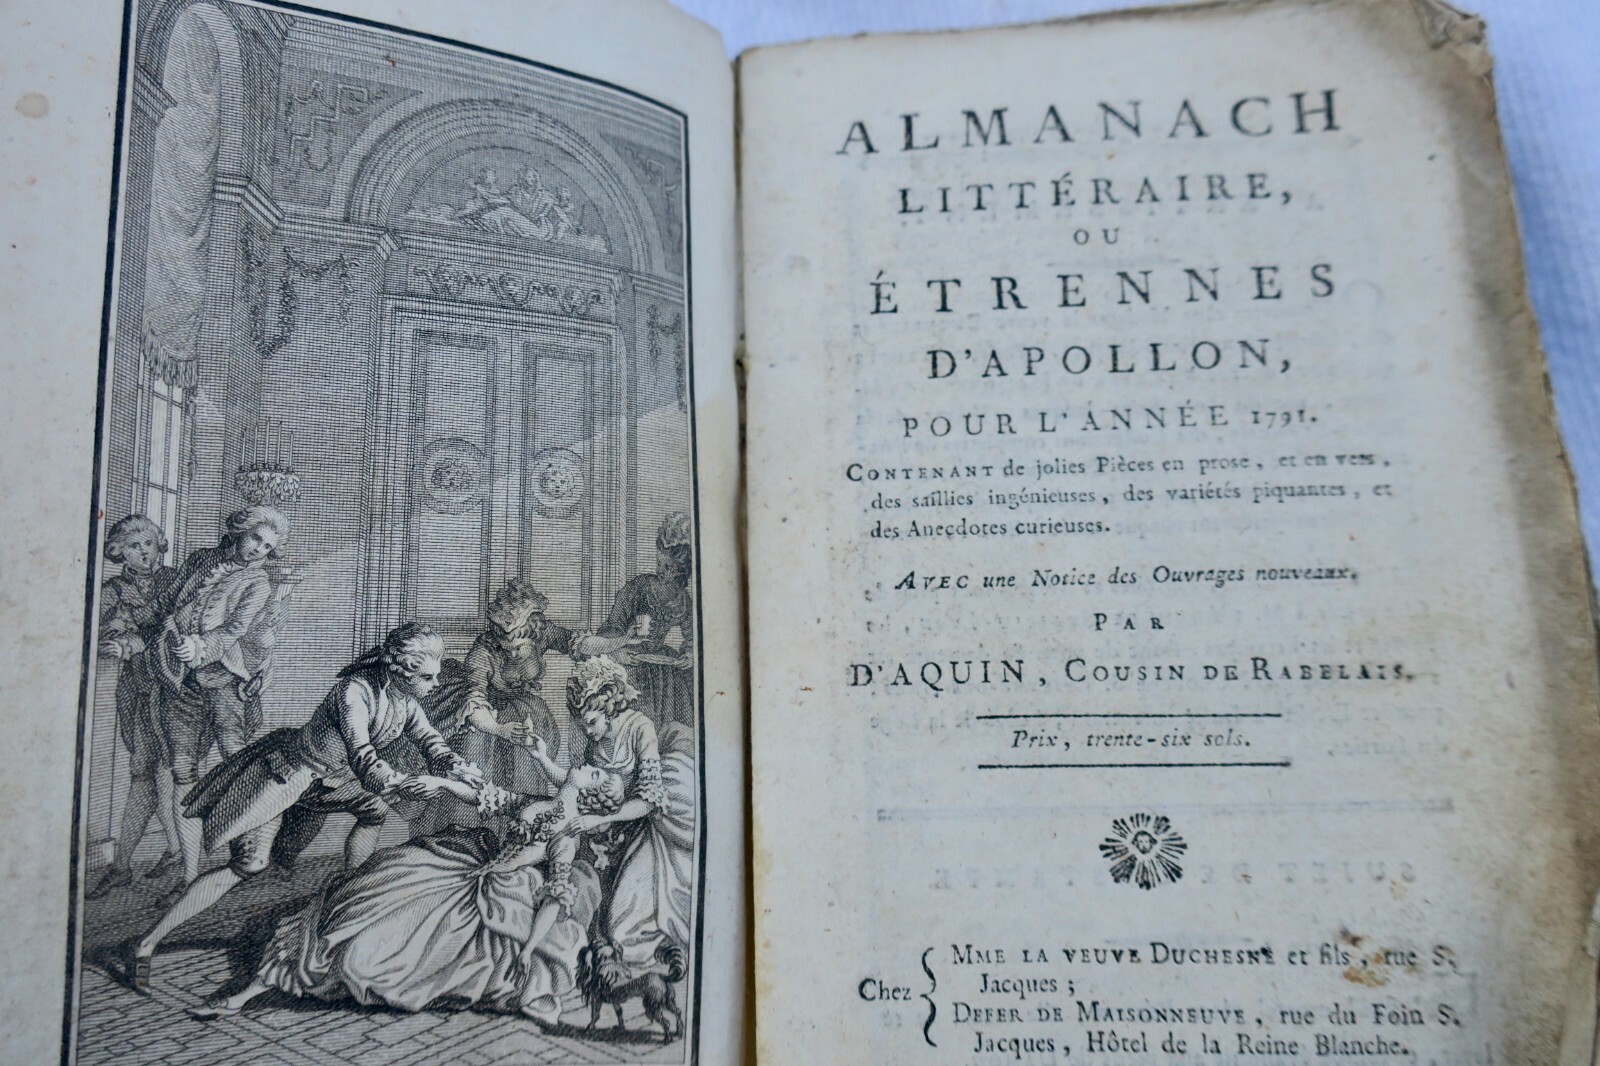 ALMANACH
LITTÉRAIRE,
OU
ÉTRENNES
D'APOLLON,
POUR L'ANNÉE 1791.
CONTENANT de jolies Pièces en prose, et en vers,
des saillies ingénieuses, des variétés piquantes, et
des Anecdotes curieuses.
AVEC une Notice des Ouvrages nouveaux.
PAR
D'AQUIN, COUSIN DE RABELAIS.
Prix, trente-six sols.
Chez
MME LA VEUVE DUCHESNE et fils, rue S.
Jacques;
DEFER DE MAISONNEUVE, rue du Foin S.
Jacques, Hôtel de la Reine Blanche.